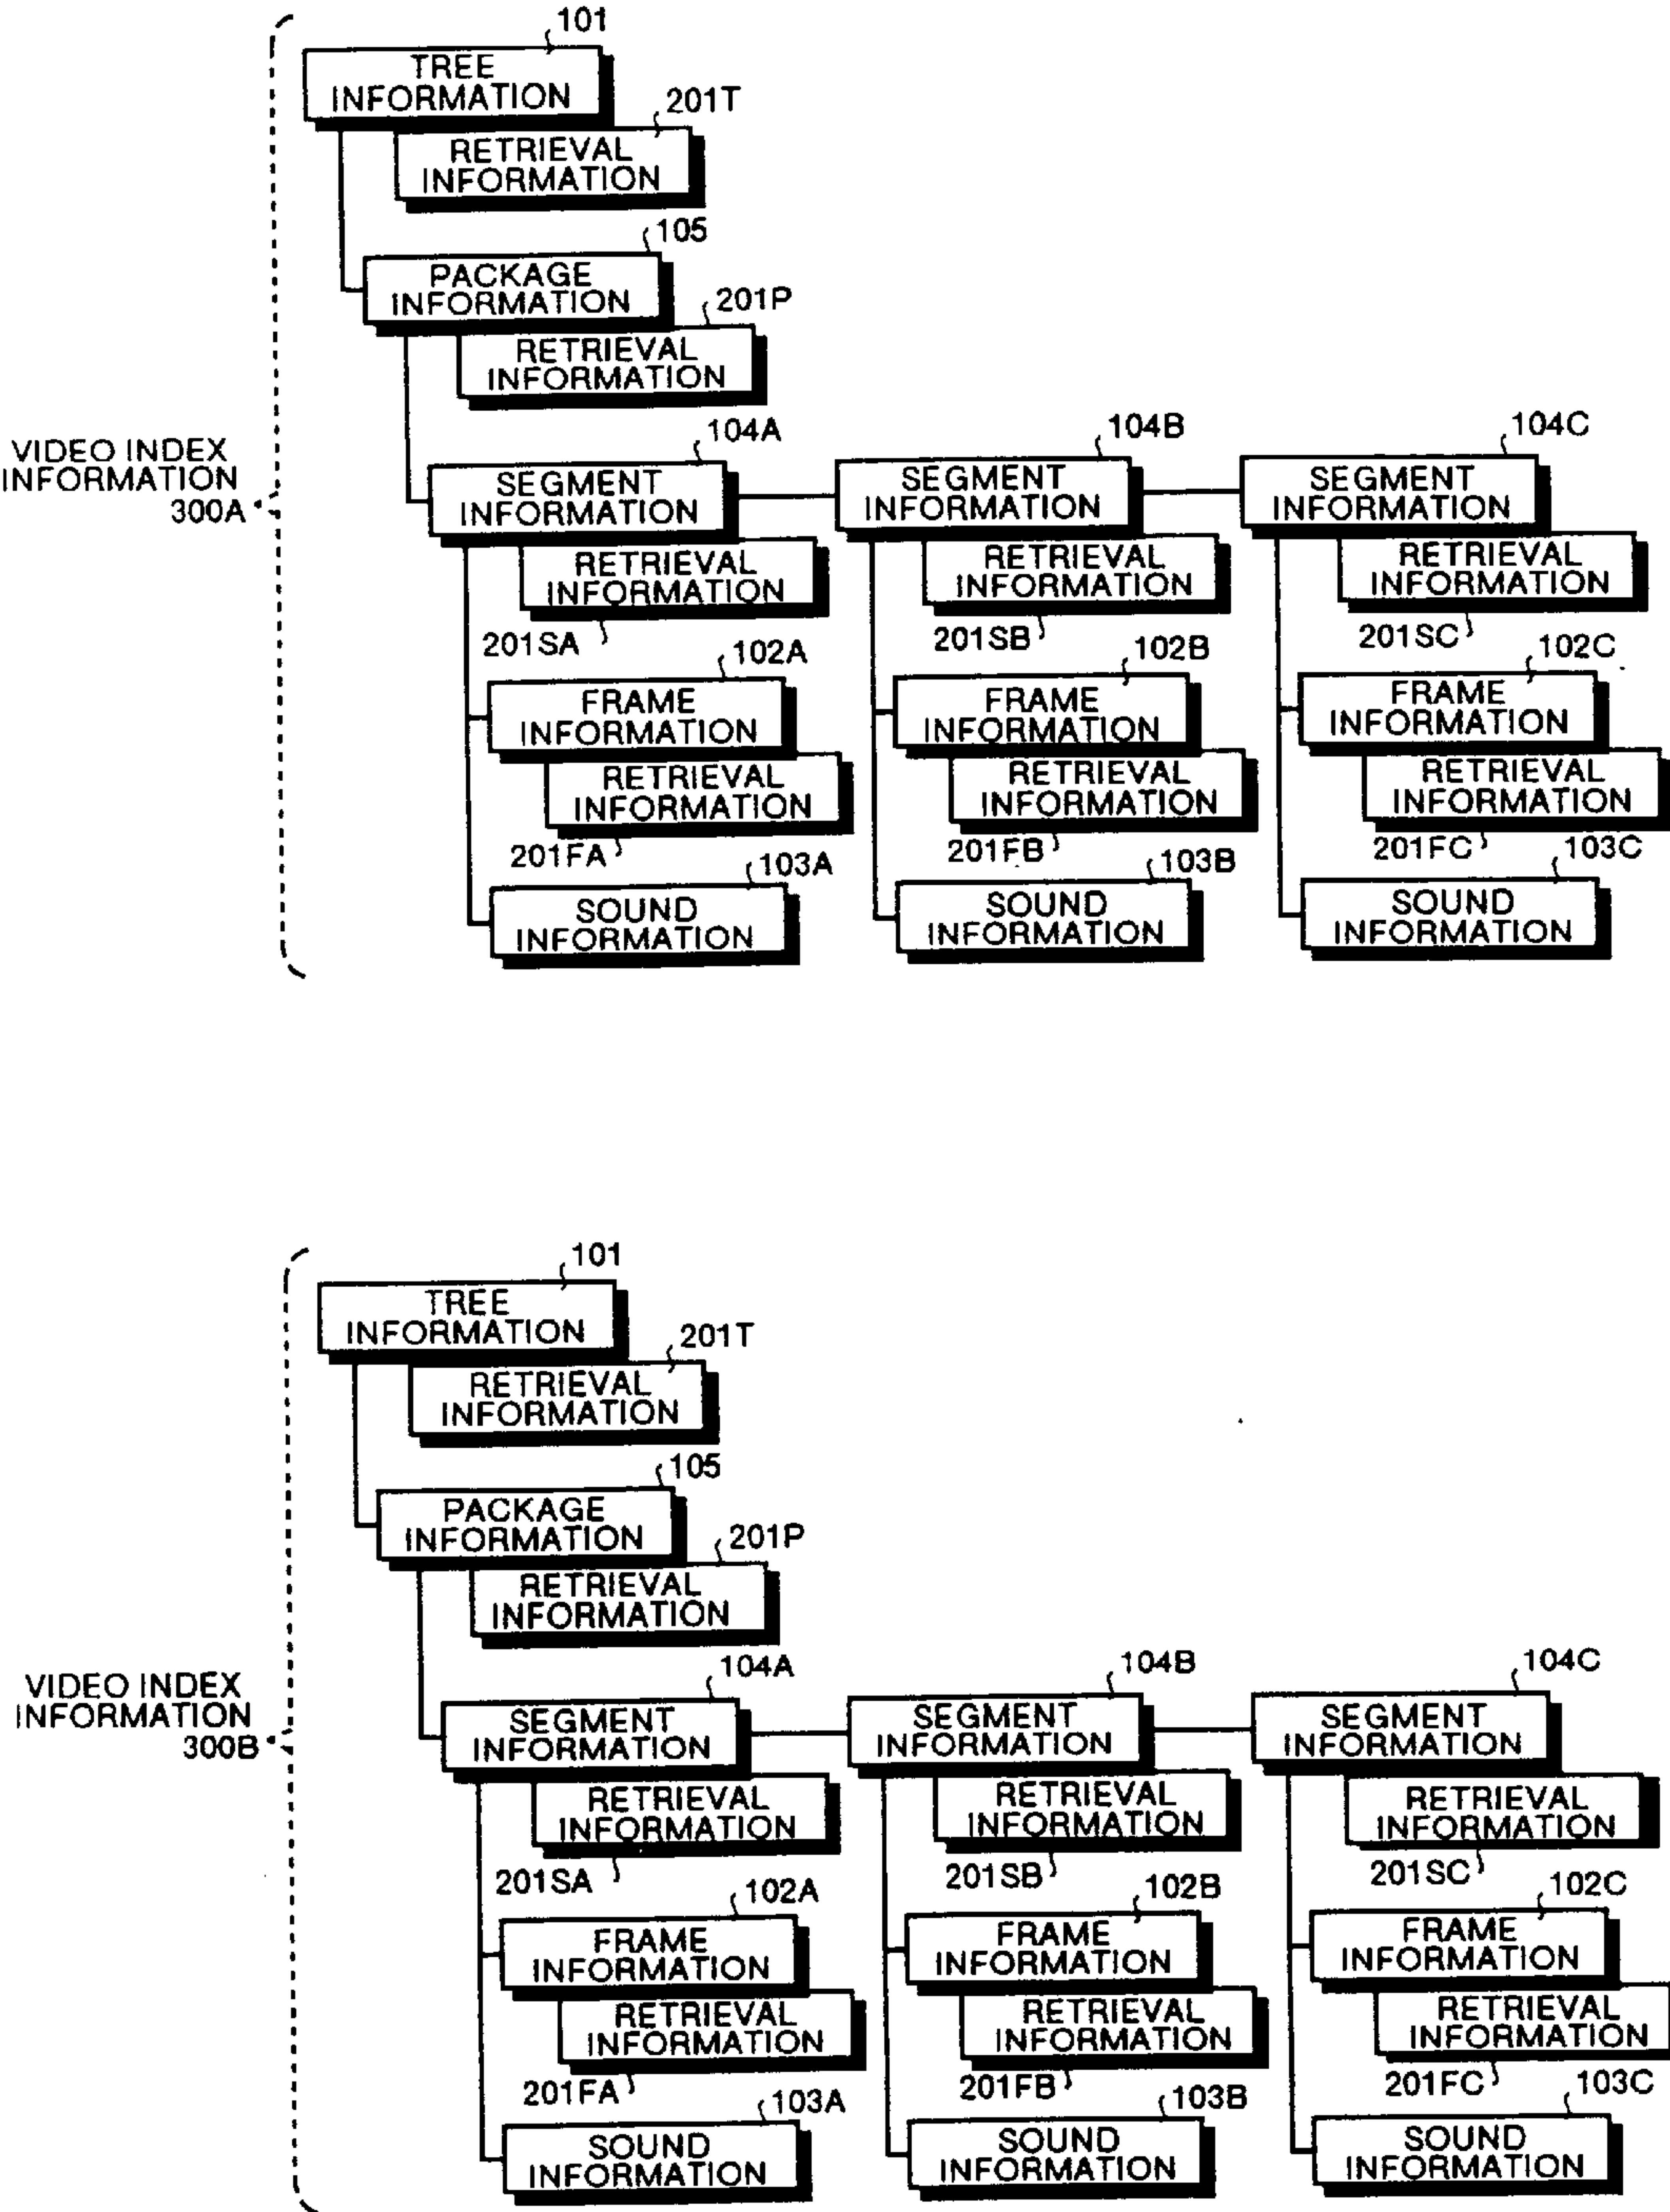 101
TREE
INFORMATION
201T
RETRIEVAL
INFORMATION
105
PACKAGE
INFORMATION
201P
RETRIEVAL
INFORMATION
VIDEO INDEX
INFORMATION
300A
104A
104B
104C
SEGMENT
INFORMATION
SEGMENT
INFORMATION
SEGMENT
INFORMATION
RETRIEVAL
INFORMATION
RETRIEVAL
INFORMATION
RETRIEVAL
INFORMATION
201SA
201SB
201SC
102A
102B
102C
FRAME
INFORMATION
FRAME
INFORMATION
FRAME
INFORMATION
RETRIEVAL
INFORMATION
RETRIEVAL
INFORMATION
RETRIEVAL
INFORMATION
201FA
201FB
201FC
103A
103B
103C
SOUND
INFORMATION
SOUND
INFORMATION
SOUND
INFORMATION
101
TREE
INFORMATION
201T
RETRIEVAL
INFORMATION
105
PACKAGE
INFORMATION
201P
RETRIEVAL
INFORMATION
VIDEO INDEX
INFORMATION
300B
104A
104B
104C
SEGMENT
INFORMATION
SEGMENT
INFORMATION
SEGMENT
INFORMATION
RETRIEVAL
INFORMATION
RETRIEVAL
INFORMATION
RETRIEVAL
INFORMATION
201SA
201SB
201SC
102A
102B
102C
FRAME
INFORMATION
FRAME
INFORMATION
FRAME
INFORMATION
RETRIEVAL
INFORMATION
RETRIEVAL
INFORMATION
RETRIEVAL
INFORMATION
201FA
201FB
201FC
103A
103B
103C
SOUND
INFORMATION
SOUND
INFORMATION
SOUND
INFORMATION